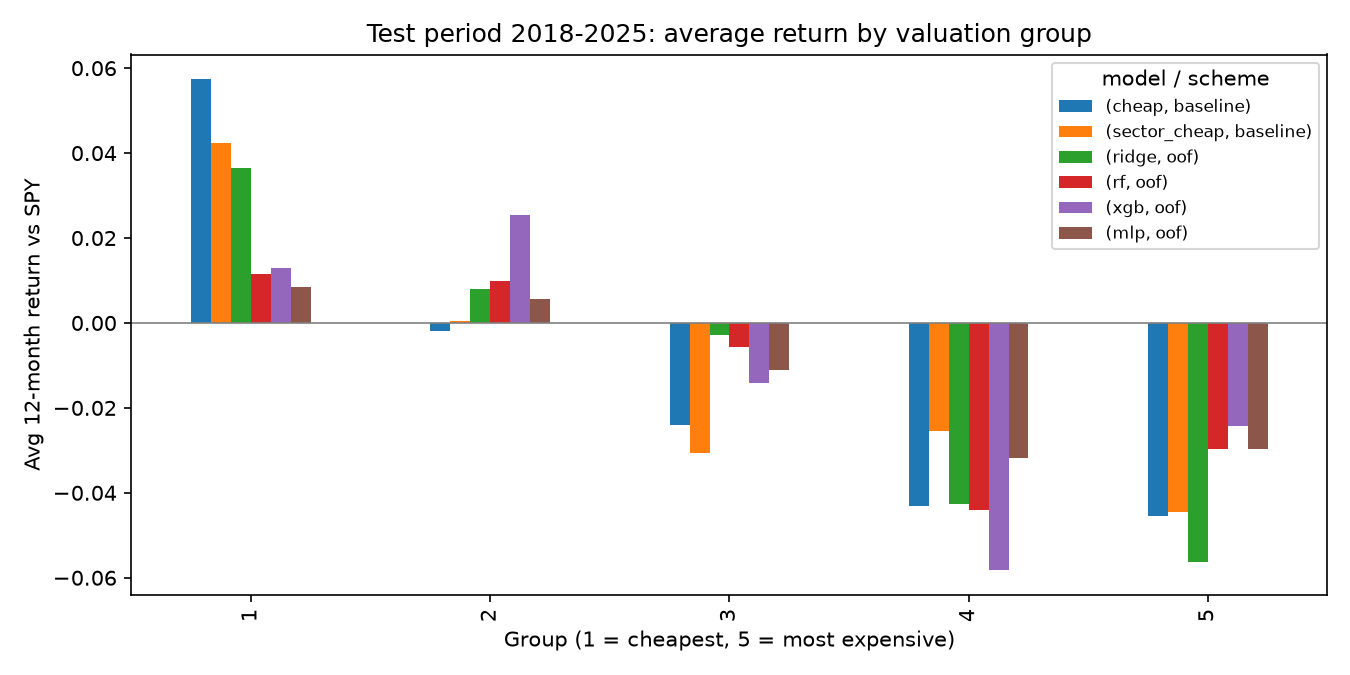 Test period 2018-2025: average return by valuation group
Avg 12-month return vs SPY
0.06
0.04
0.02
0.00
−0.02
−0.04
−0.06
model / scheme
(cheap, baseline)
(sector_cheap, baseline)
(ridge, oof)
(rf, oof)
(xgb, oof)
(mlp, oof)
1 2 3 4 5
Group (1 = cheapest, 5 = most expensive)